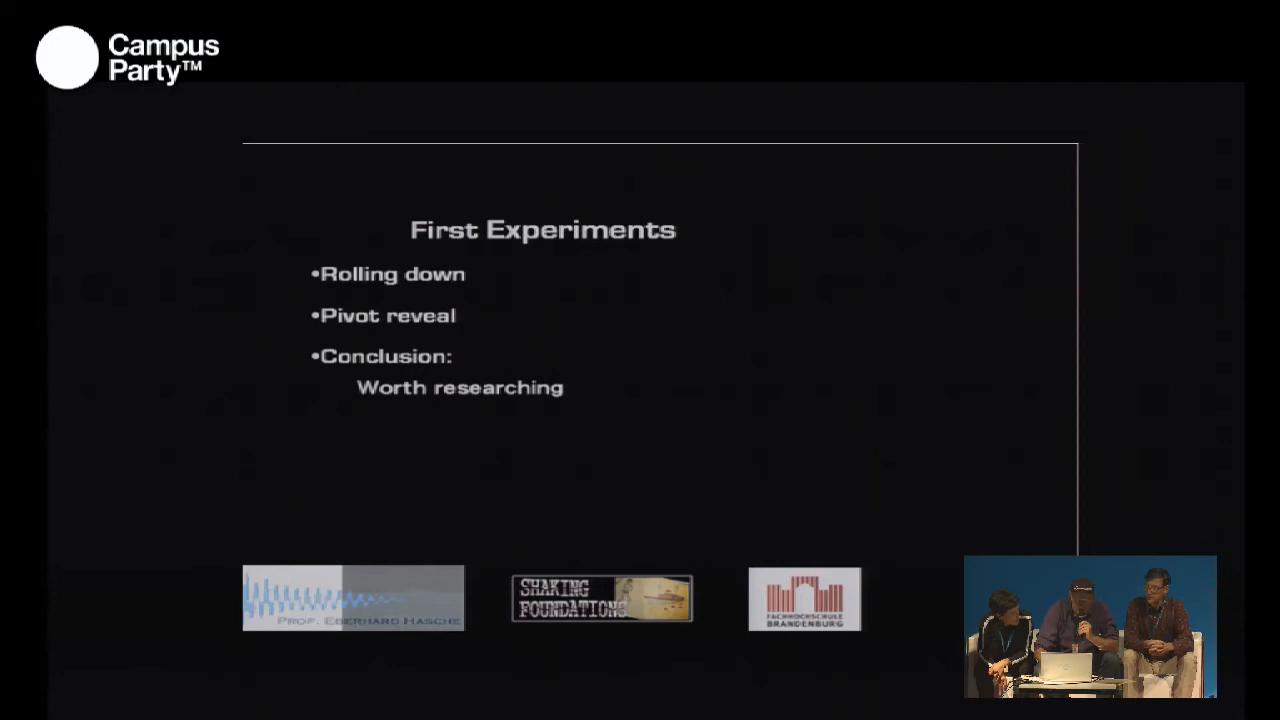 Campus
Party™
First Experiments
•Rolling down
•Pivot reveal
•Conclusion:
Worth researching
PROF. EBERHARD HASCHE
SHAKING
FOUNDATIONS
FACHHOCHSCHULE
BRANDENBURG